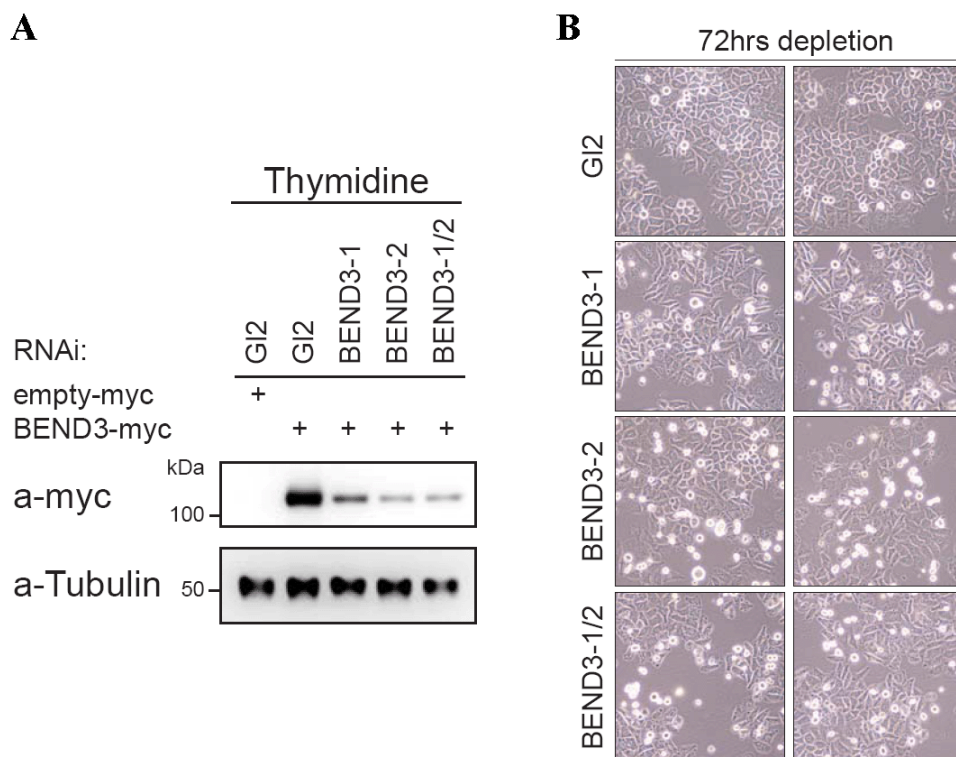 A
Thymidine
RNAi:
Gl2
Gl2
BEND3-1
BEND3-2
BEND3-1/2
empty-myc +
BEND3-myc + + + +
kDa
a-myc
100
a-Tubulin
50
B
72hrs depletion
Gl2
BEND3-1
BEND3-2
BEND3-1/2